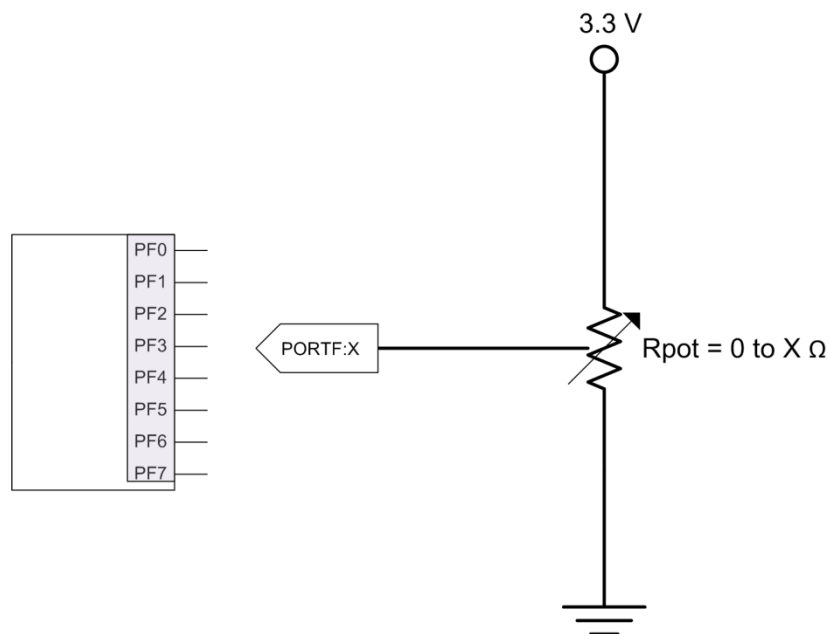 3.3 V
PF0
PF1
PF2
PF3
PF4
PF5
PF6
PF7
PORTF:X
Rpot = 0 to X Ω